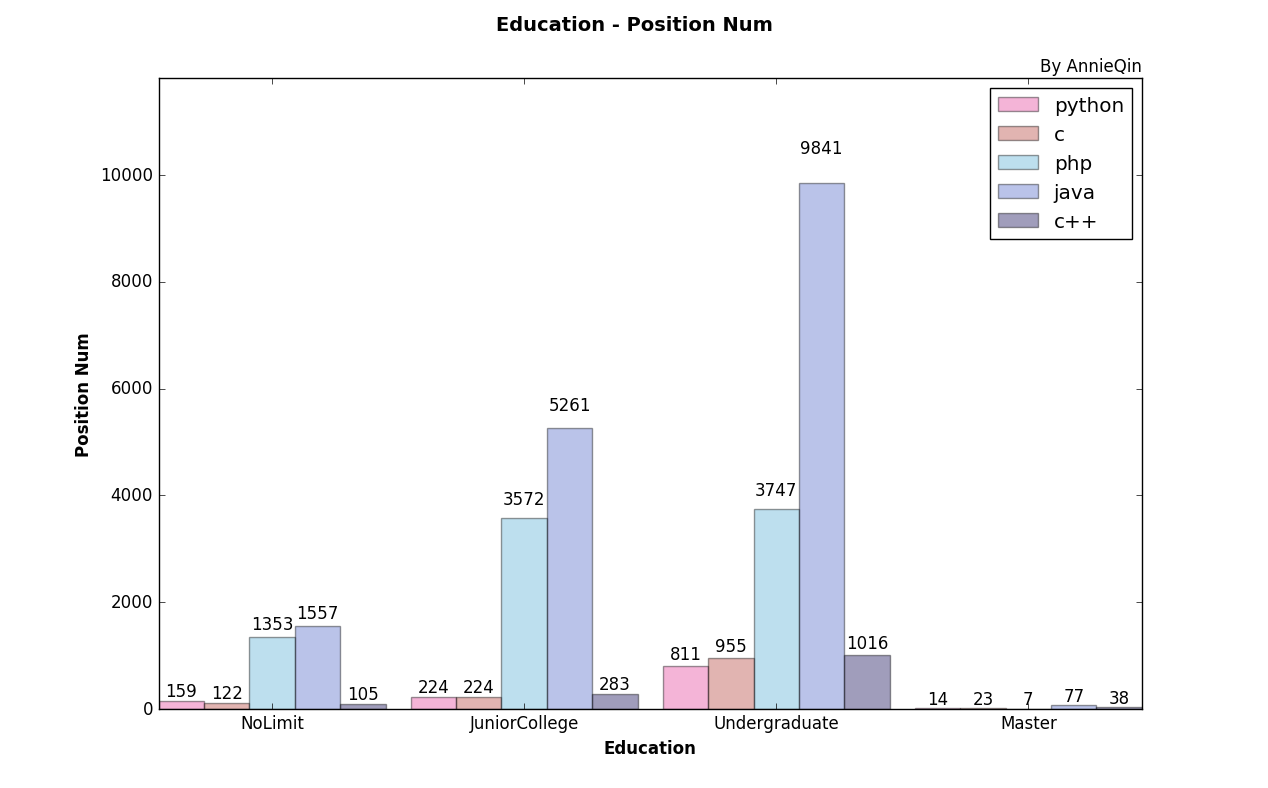 Education - Position Num
By AnnieQin
python
c
php
java
c++
Position Num
10000
8000
6000
4000
2000
0
159 122 1353 1557 105
224 224 3572 5261 283
811 955 3747 9841 1016
14 23 7 77 38
NoLimit JuniorCollege Undergraduate Master
Education